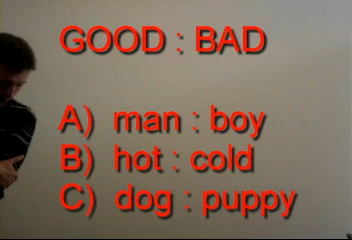 GOOD : BAD
A) man : boy
B) hot : cold
C) dog : puppy